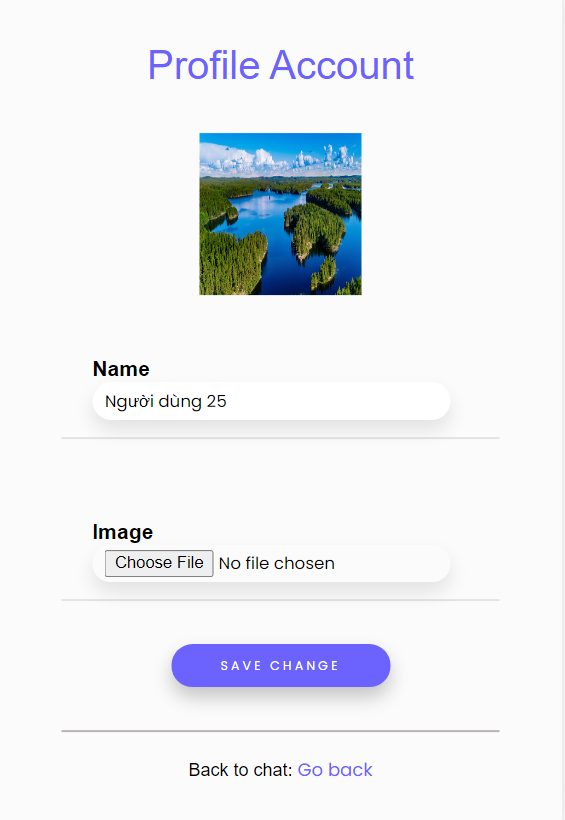 Profile Account
Name
Người dùng 25
Image
Choose File No file chosen
SAVE CHANGE
Back to chat: Go back